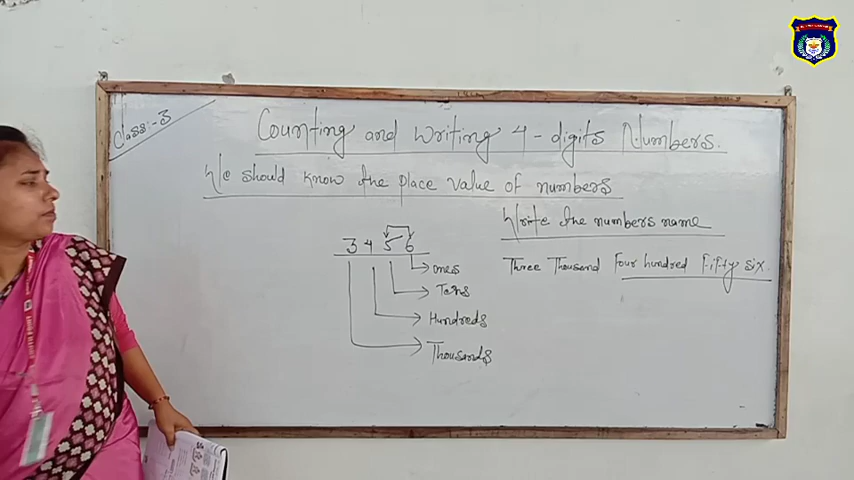 Class:-3
Counting and Writing 4-digits Numbers.
We should know the place value of numbers
Write the numbers name
3 4 5 6
Three Thousand Four hundred Fifty six.
ones
Tens
Hundreds
Thousands